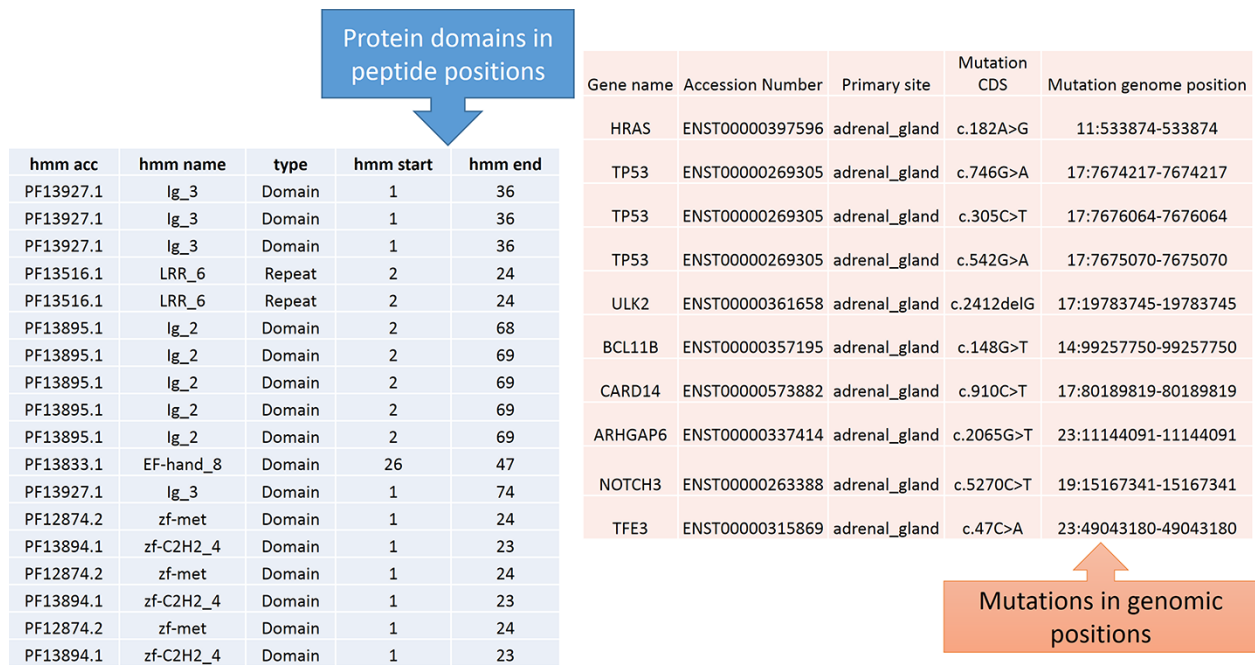 Protein domains in
peptide positions
hmm acc hmm name type hmm start hmm end
PF13927.1 Ig_3 Domain 1 36
PF13927.1 Ig_3 Domain 1 36
PF13927.1 Ig_3 Domain 1 36
PF13516.1 LRR_6 Repeat 2 24
PF13516.1 LRR_6 Repeat 2 24
PF13895.1 Ig_2 Domain 2 68
PF13895.1 Ig_2 Domain 2 69
PF13895.1 Ig_2 Domain 2 69
PF13895.1 Ig_2 Domain 2 69
PF13895.1 Ig_2 Domain 2 69
PF13833.1 EF-hand_8 Domain 26 47
PF13927.1 Ig_3 Domain 1 74
PF12874.2 zf-met Domain 1 24
PF13894.1 zf-C2H2_4 Domain 1 23
PF12874.2 zf-met Domain 1 24
PF13894.1 zf-C2H2_4 Domain 1 23
PF12874.2 zf-met Domain 1 24
PF13894.1 zf-C2H2_4 Domain 1 23
Gene name Accession Number Primary site Mutation CDS Mutation genome position
HRAS ENST00000397596 adrenal_gland c.182A>G 11:533874-533874
TP53 ENST00000269305 adrenal_gland c.746G>A 17:7674217-7674217
TP53 ENST00000269305 adrenal_gland c.305C>T 17:7676064-7676064
TP53 ENST00000269305 adrenal_gland c.542G>A 17:7675070-7675070
ULK2 ENST00000361658 adrenal_gland c.2412delG 17:19783745-19783745
BCL11B ENST00000357195 adrenal_gland c.148G>T 14:99257750-99257750
CARD14 ENST00000573882 adrenal_gland c.910C>T 17:80189819-80189819
ARHGAP6 ENST00000337414 adrenal_gland c.2065G>T 23:11144091-11144091
NOTCH3 ENST00000263388 adrenal_gland c.5270C>T 19:15167341-15167341
TFE3 ENST00000315869 adrenal_gland c.47C>A 23:49043180-49043180
Mutations in genomic
positions